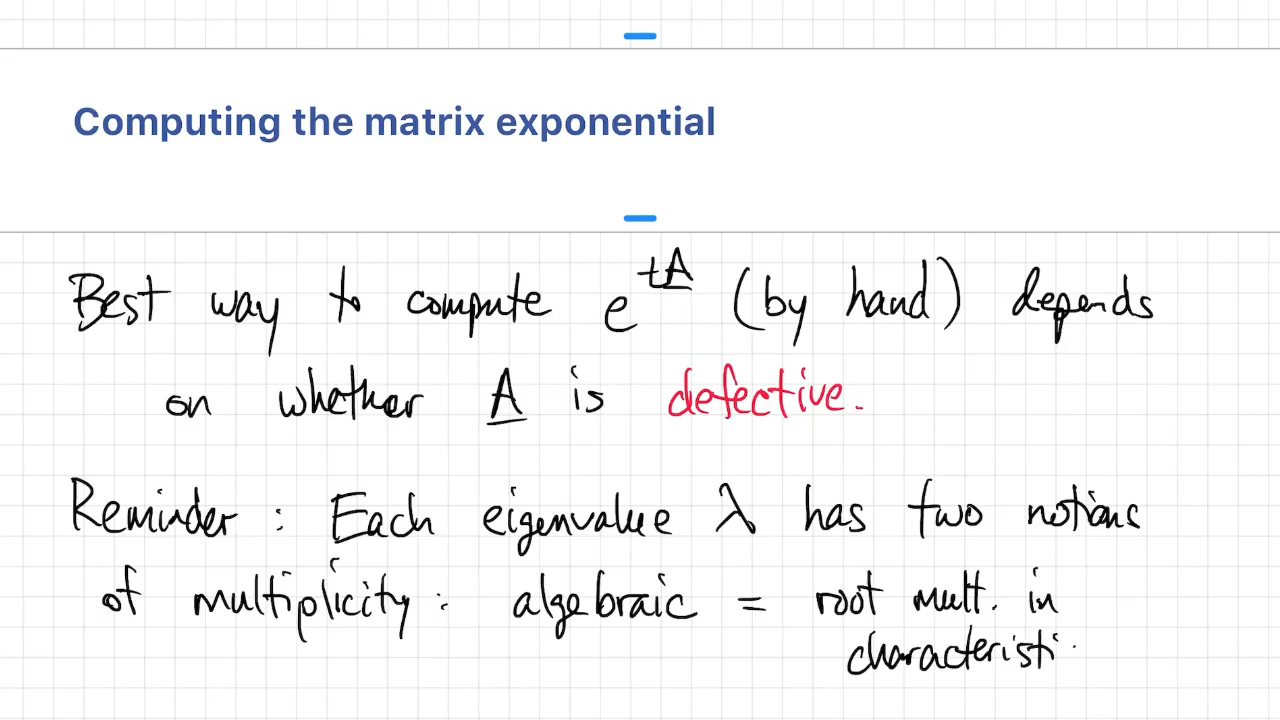 Computing the matrix exponential
Best way to compute e^{tA} (by hand) depends
on whether A is defective.
Reminder : Each eigenvalue λ has two notions
of multiplicity : algebraic = root mult. in
characteristi